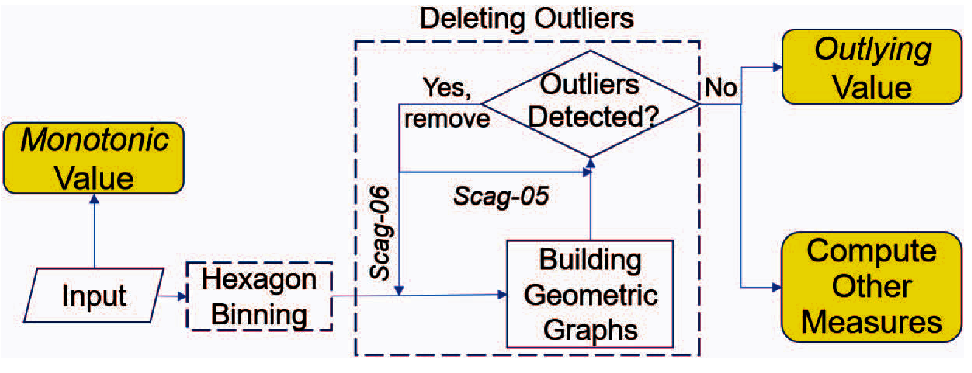 Deleting Outliers
Monotonic
Value
Input
Hexagon
Binning
Yes,
remove
Outliers
Detected?
No
Scag-06
Scag-05
Building
Geometric
Graphs
Outlying
Value
Compute
Other
Measures